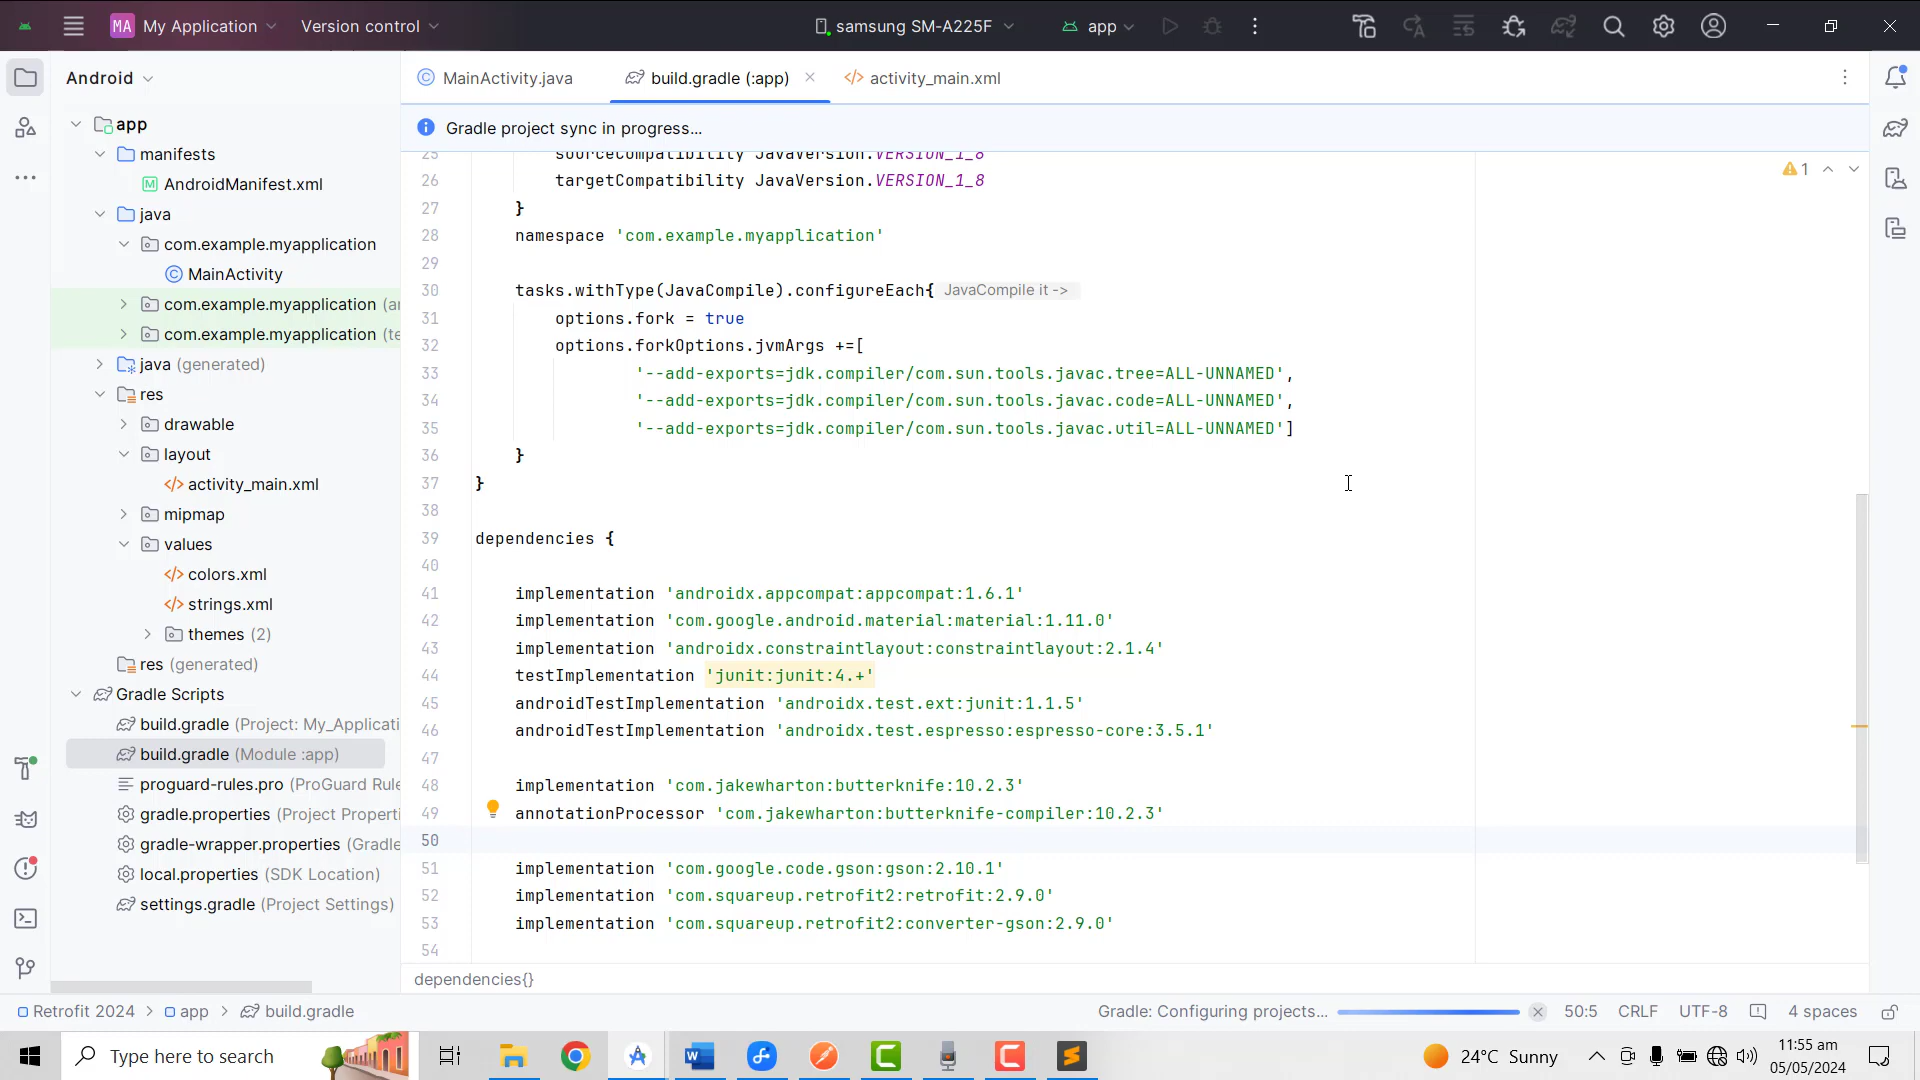 MA My Application Version control samsung SM-A225F app
Android
MainActivity.java build.gradle (:app) activity_main.xml
Gradle project sync in progress...
app
manifests
AndroidManifest.xml
java
com.example.myapplication
MainActivity
com.example.myapplication (an
com.example.myapplication (te
java (generated)
res
drawable
layout
activity_main.xml
mipmap
values
colors.xml
strings.xml
themes (2)
res (generated)
Gradle Scripts
build.gradle (Project: My_Applicati
build.gradle (Module :app)
proguard-rules.pro (ProGuard Rule
gradle.properties (Project Properti
gradle-wrapper.properties (Gradle
local.properties (SDK Location)
settings.gradle (Project Settings)
25 sourceCompatibility JavaVersion.VERSION_1_8
26 targetCompatibility JavaVersion.VERSION_1_8
27 }
28 namespace 'com.example.myapplication'
29
30 tasks.withType(JavaCompile).configureEach{ JavaCompile it ->
31 options.fork = true
32 options.forkOptions.jvmArgs +=[
33 '--add-exports=jdk.compiler/com.sun.tools.javac.tree=ALL-UNNAMED',
34 '--add-exports=jdk.compiler/com.sun.tools.javac.code=ALL-UNNAMED',
35 '--add-exports=jdk.compiler/com.sun.tools.javac.util=ALL-UNNAMED']
36 }
37 }
38
39 dependencies {
40
41 implementation 'androidx.appcompat:appcompat:1.6.1'
42 implementation 'com.google.android.material:material:1.11.0'
43 implementation 'androidx.constraintlayout:constraintlayout:2.1.4'
44 testImplementation 'junit:junit:4.+'
45 androidTestImplementation 'androidx.test.ext:junit:1.1.5'
46 androidTestImplementation 'androidx.test.espresso:espresso-core:3.5.1'
47
48 implementation 'com.jakewharton:butterknife:10.2.3'
49 annotationProcessor 'com.jakewharton:butterknife-compiler:10.2.3'
50
51 implementation 'com.google.code.gson:gson:2.10.1'
52 implementation 'com.squareup.retrofit2:retrofit:2.9.0'
53 implementation 'com.squareup.retrofit2:converter-gson:2.9.0'
54
1
dependencies{}
Retrofit 2024 > app > build.gradle Gradle: Configuring projects... 50:5 CRLF UTF-8 4 spaces
Type here to search 24°C Sunny 11:55 am
05/05/2024